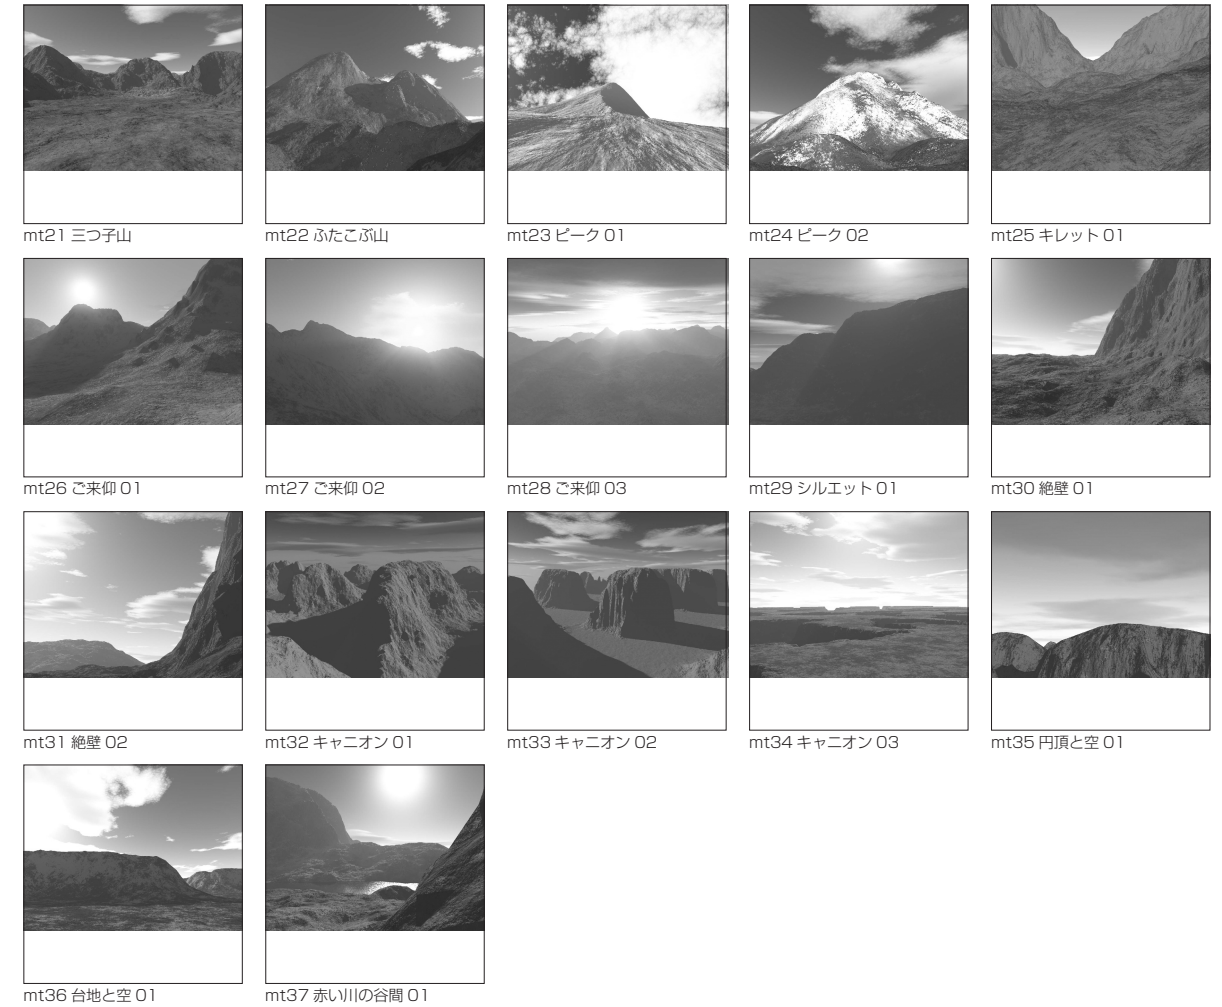 mt21 三つ子山
mt22 ふたこぶ山
mt23 ピーク 01
mt24 ピーク 02
mt25 キレット 01
mt26 ご来仰 01
mt27 ご来仰 02
mt28 ご来仰 03
mt29 シルエット 01
mt30 絶壁 01
mt31 絶壁 02
mt32 キャニオン 01
mt33 キャニオン 02
mt34 キャニオン 03
mt35 円頂と空 01
mt36 台地と空 01
mt37 赤い川の谷間 01